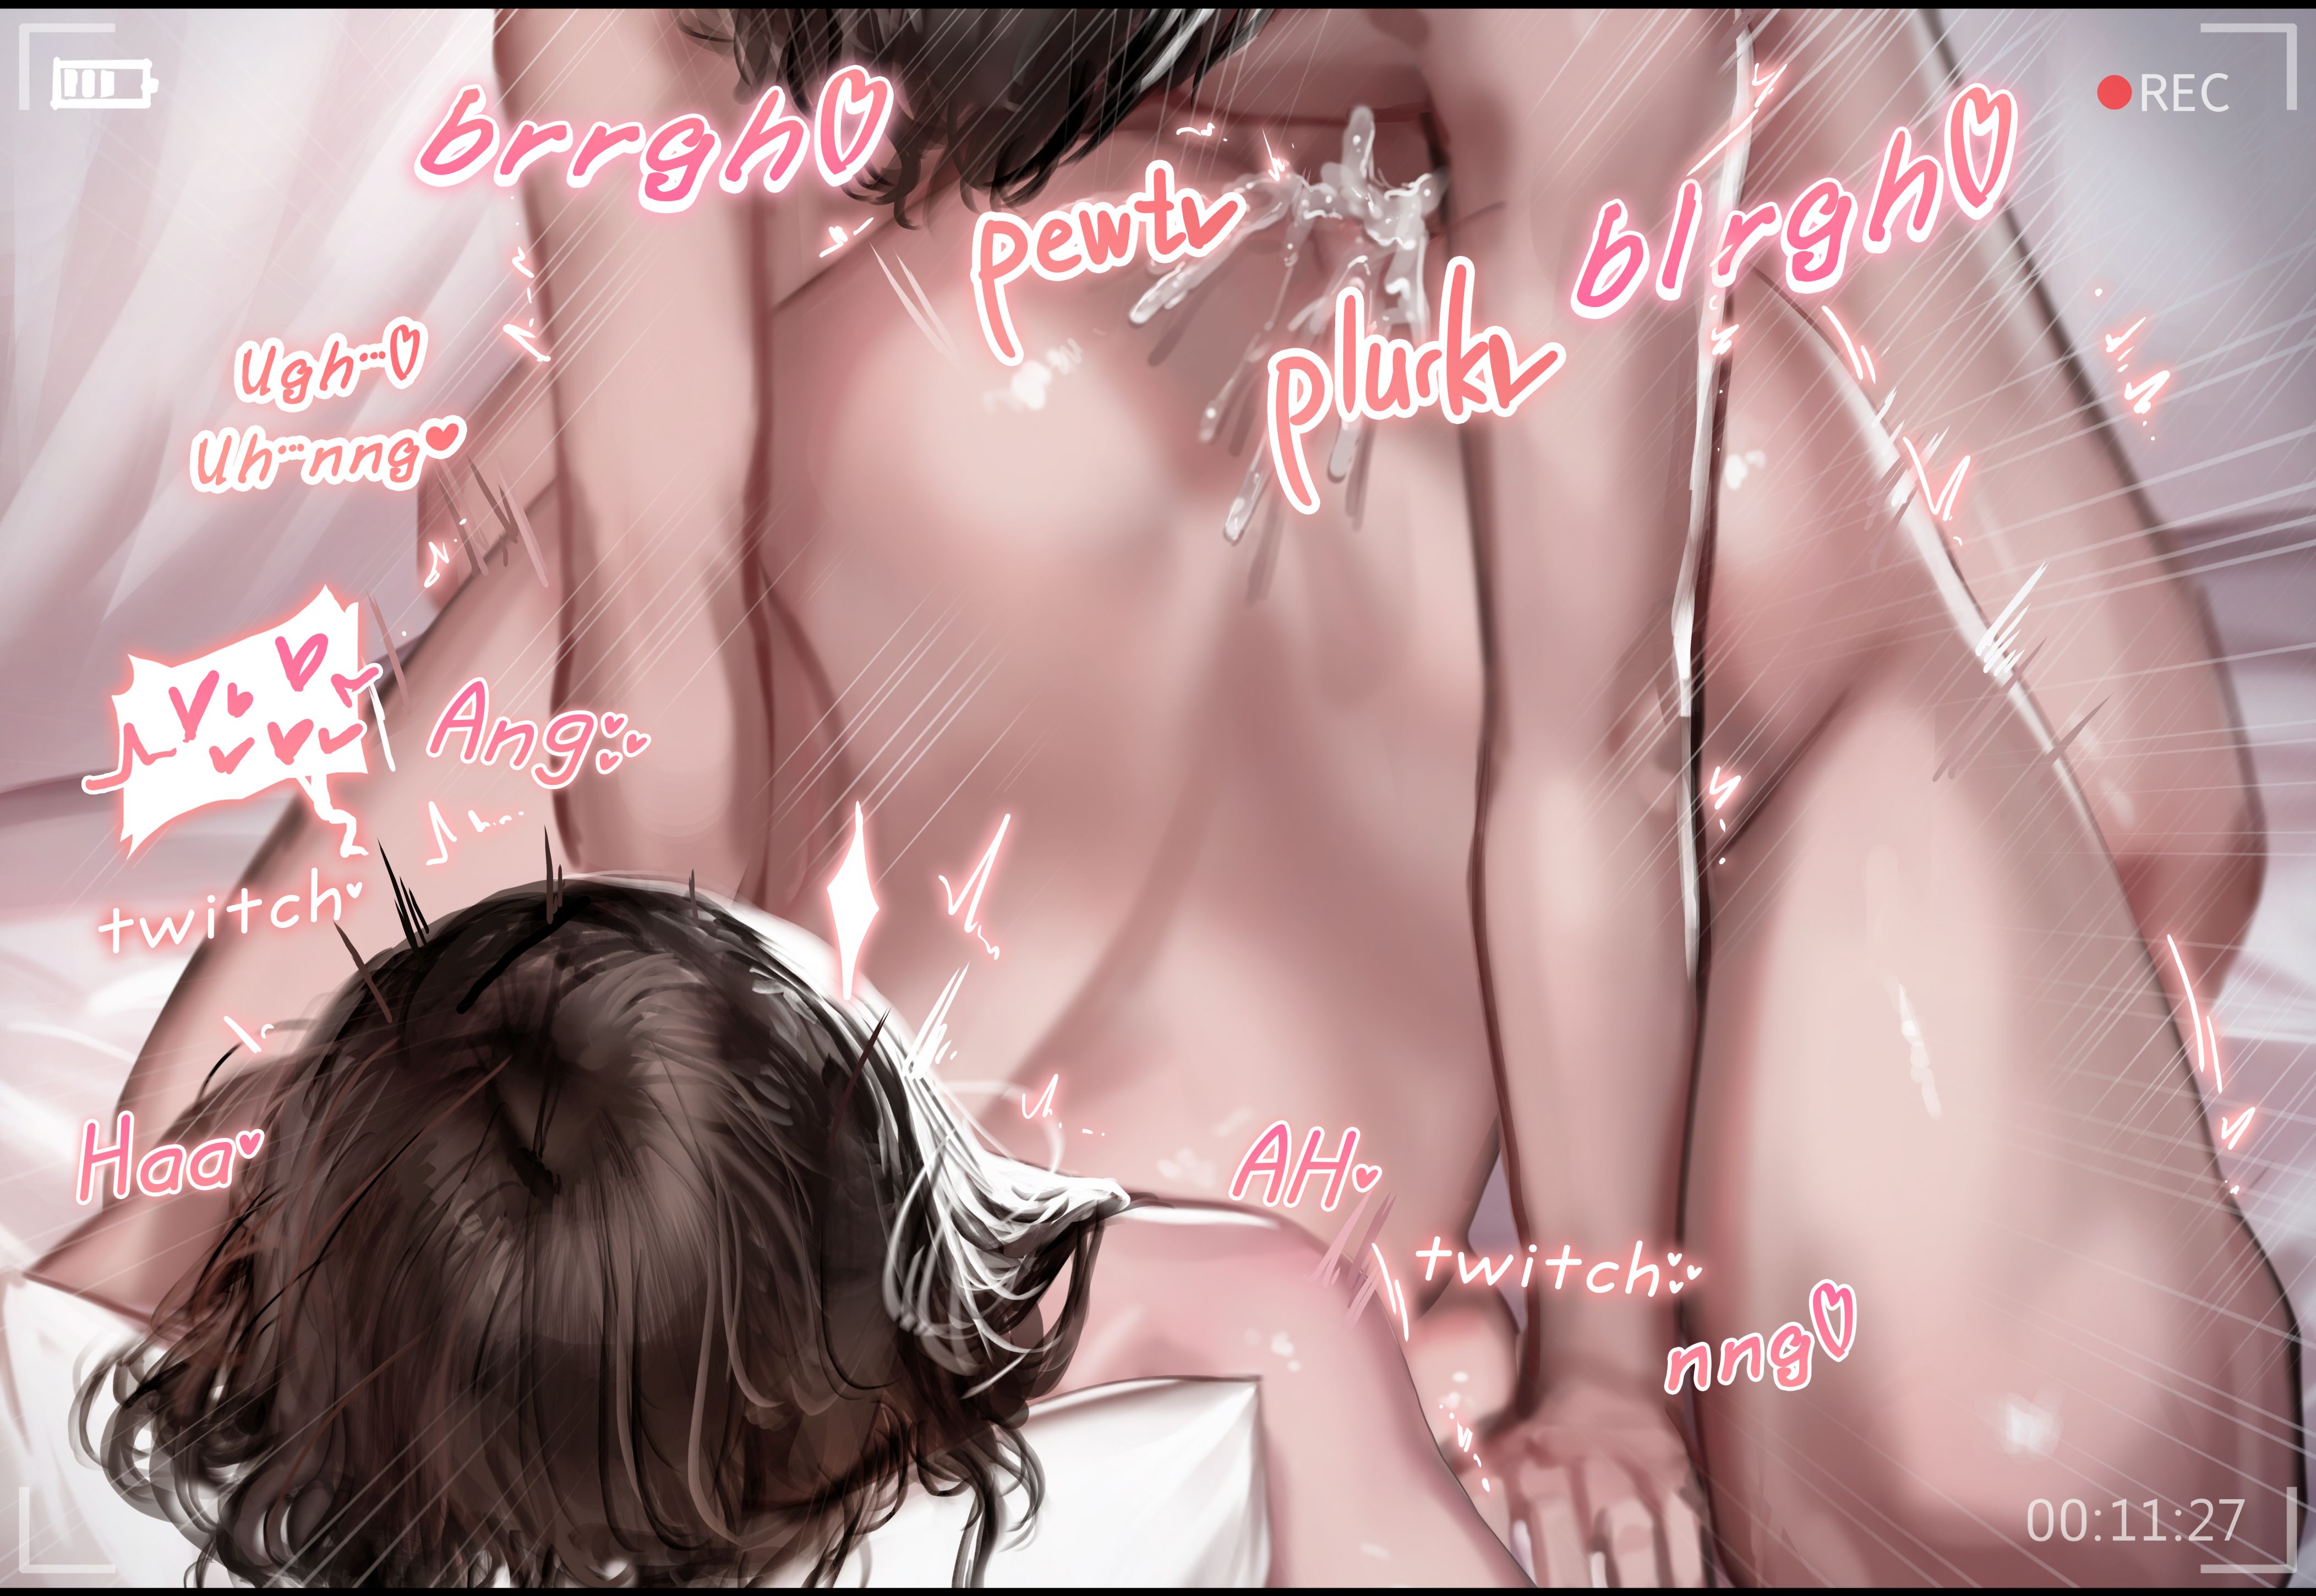 REC
brrgh♡
pewt♥
blrgh♡
plurk♥
Ugh…♡
Uh…nng♥
Ang♥♥♥
twitch♥
Haa♥
AH♥
twitch♥♥♥
nng♡
00:11:27